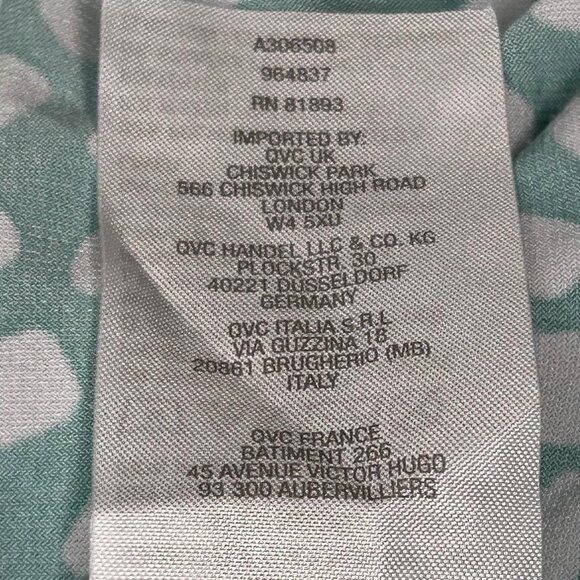 A306508
964837
RN 81893
IMPORTED BY:
QVC UK
CHISWICK PARK
566 CHISWICK HIGH ROAD
LONDON
W4 5XU
QVC HANDEL LLC & CO. KG
PLOCKSTR. 30
40221 DUSSELDORF
GERMANY
QVC ITALIA S.R.L
VIA GUZZINA 18
20861 BRUGHERIO (MB)
ITALY
QVC FRANCE
BATIMENT 266
45 AVENUE VICTOR HUGO
93 300 AUBERVILLIERS